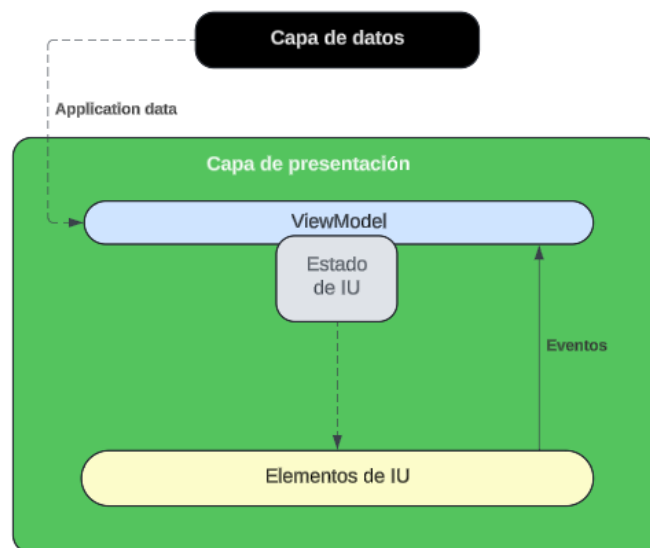 Capa de datos
Application data
Capa de presentación
ViewModel
Estado
de IU
Eventos
Elementos de IU